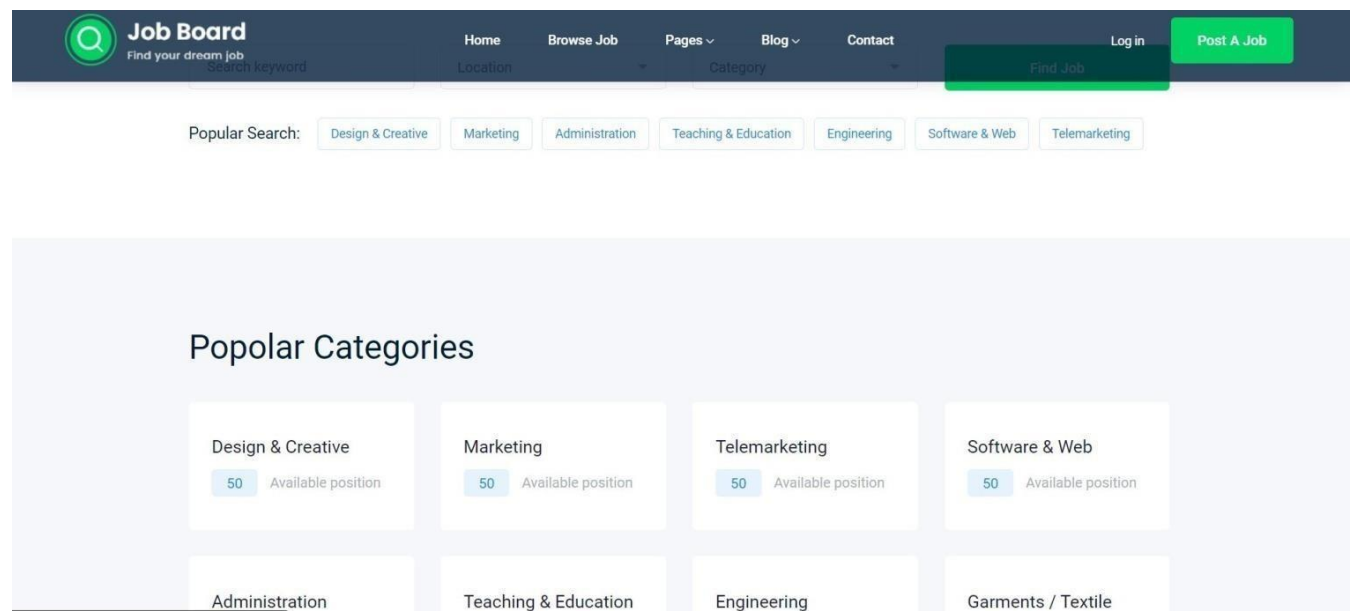 Job Board
Find your dream job
Home Browse Job Pages Blog Contact Log in Post A Job
Search keyword Location Category Find Job
Popular Search: Design & Creative Marketing Administration Teaching & Education Engineering Software & Web Telemarketing
Popolar Categories
Design & Creative Marketing Telemarketing Software & Web
50 Available position 50 Available position 50 Available position 50 Available position
Administration Teaching & Education Engineering Garments / Textile